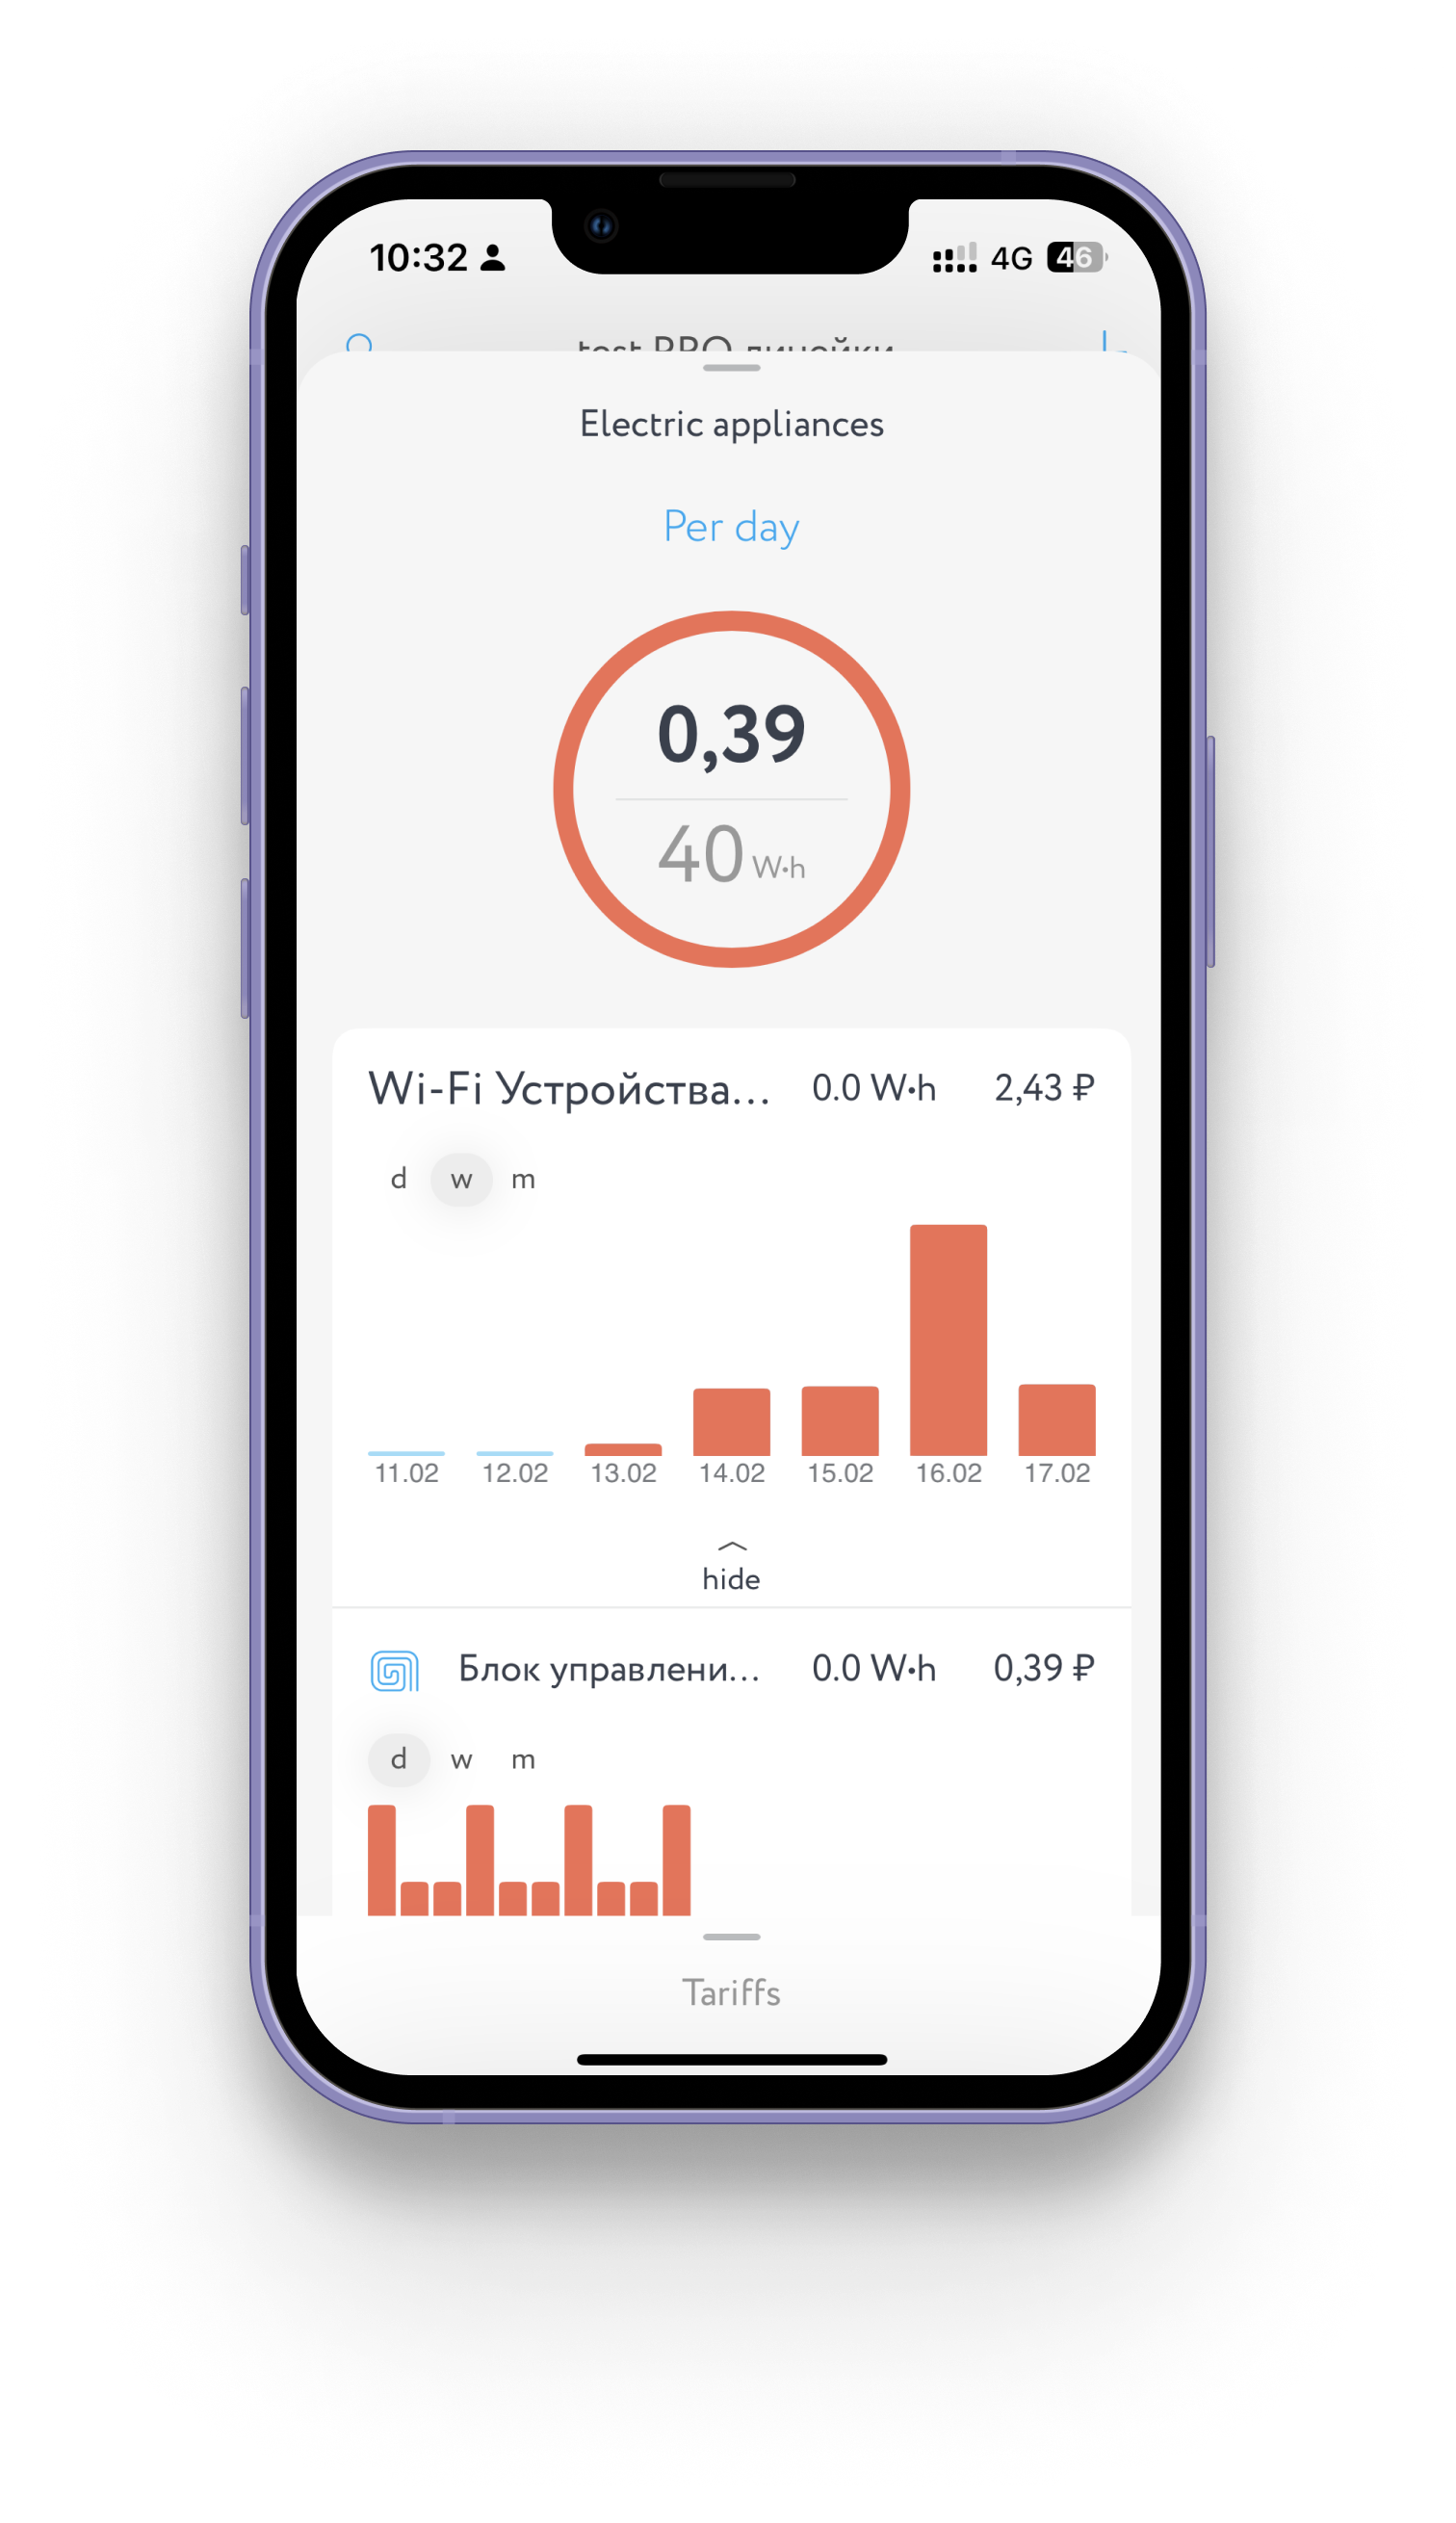 10:32 4G 46
test PRO линейки
Electric appliances
Per day
0,39
40 W·h
Wi-Fi Устройства... 0.0 W·h 2,43 ₽
d w m
11.02 12.02 13.02 14.02 15.02 16.02 17.02
hide
Блок управлени... 0.0 W·h 0,39 ₽
d w m
Tariffs